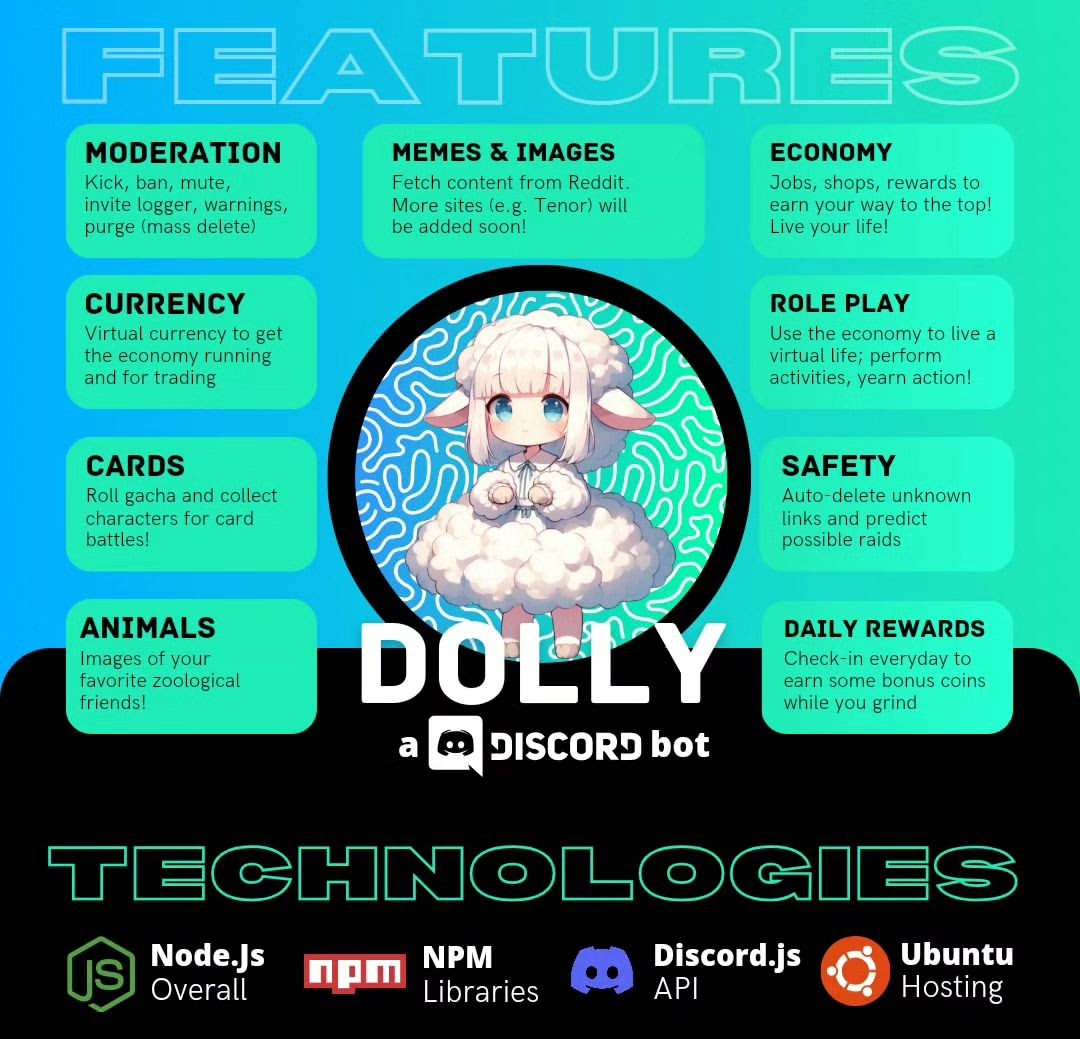 FEATURES
MODERATION
Kick, ban, mute,
invite logger, warnings,
purge (mass delete)
MEMES & IMAGES
Fetch content from Reddit.
More sites (e.g. Tenor) will
be added soon!
ECONOMY
Jobs, shops, rewards to
earn your way to the top!
Live your life!
CURRENCY
Virtual currency to get
the economy running
and for trading
ROLE PLAY
Use the economy to live a
virtual life; perform
activities, yearn action!
CARDS
Roll gacha and collect
characters for card
battles!
SAFETY
Auto-delete unknown
links and predict
possible raids
ANIMALS
Images of your
favorite zoological
friends!
DAILY REWARDS
Check-in everyday to
earn some bonus coins
while you grind
DOLLY
a DISCORD bot
TECHNOLOGIES
JS
Node.Js
Overall
npm
NPM
Libraries
Discord.js
API
Ubuntu
Hosting